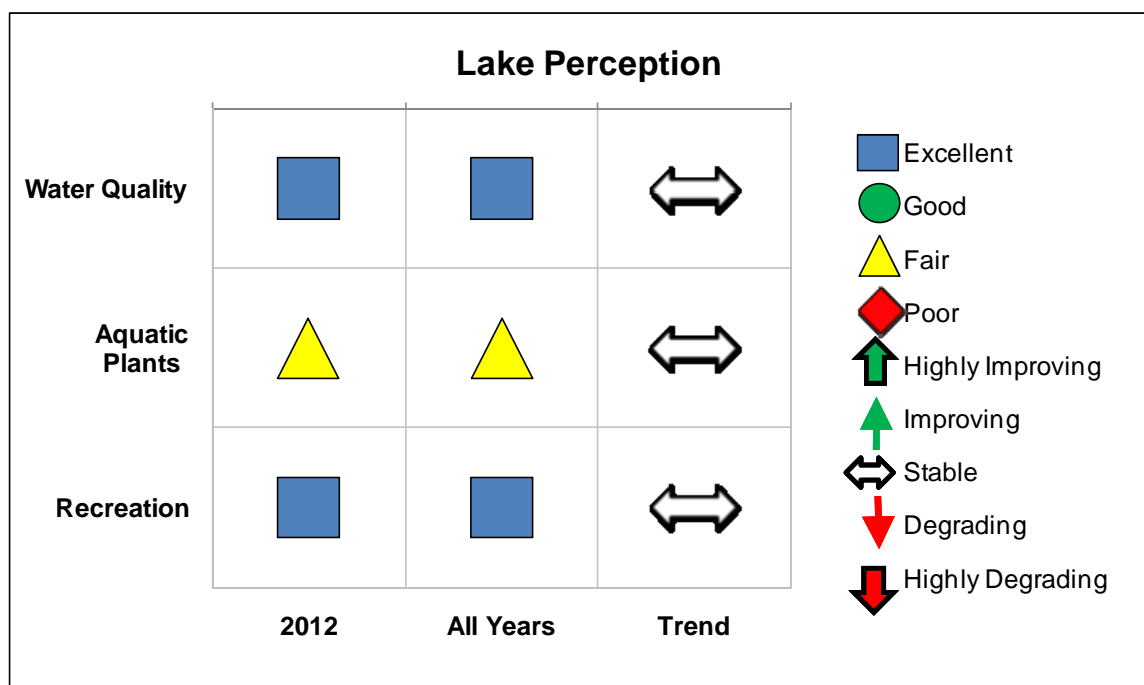 Lake Perception
Water Quality
Aquatic
Plants
Recreation
2012
All Years
Trend
Excellent
Good
Fair
Poor
Highly Improving
Improving
Stable
Degrading
Highly Degrading